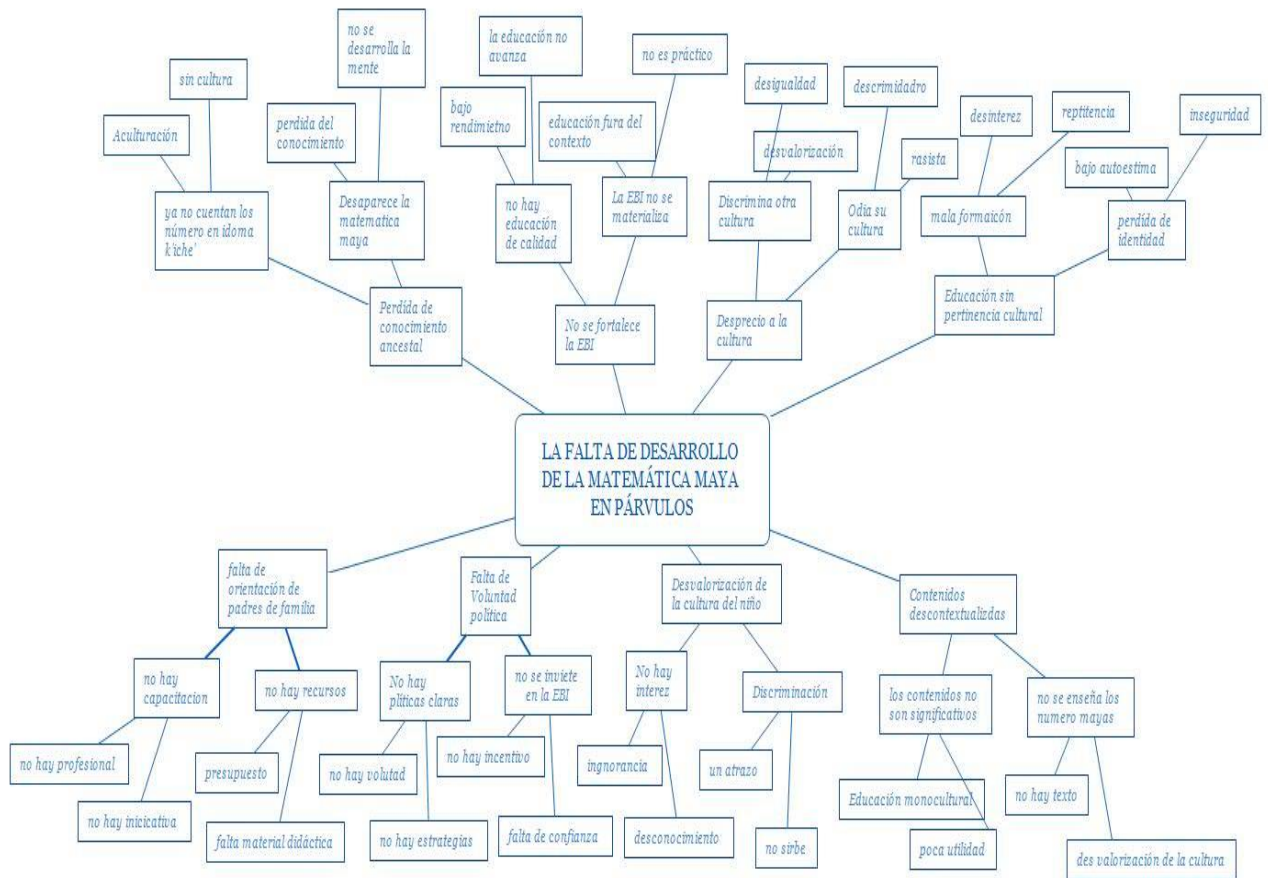 no se
desarrolla la
mente
la educación no
avanza
no es práctico
sin cultura
desigualdad
descrimidadro
bajo
rendimietno
desinterez
reptitencia
inseguridad
Aculturación
perdida del
conocimiento
educación fura del
contexto
desvalorización
rasista
bajo autoestima
ya no cuentan los
número en idoma
k'iche'
Desaparece la
matematica
maya
no hay
educación
de calidad
La EBI no se
materializa
Discrimina otra
cultura
Odia su
cultura
mala formaicón
perdída de
identidad
Perdída de
conocimiento
ancestal
No se fortalece
la EBI
Desprecio a la
cultura
Educación sin
pertinencia cultural
LA FALTA DE DESARROLLO
DE LA MATEMÁTICA MAYA
EN PÁRVULOS
falta de
orientación de
padres de família
Falta de
Voluntad
política
Desvalorización de
la cultura del niño
Contenidos
descontextualizdas
no hay
capacitacion
no hay recursos
No hay
plíticas claras
no se inviete
en la EBI
No hay
interez
Discriminación
los contenidos no
son significativos
no se enseña los
numero mayas
no hay profesional
presupuesto
no hay volutad
no hay incentivo
ingnorancia
un atrazo
Educación monocultural
no hay texto
no hay inicicativa
falta material didáctica
no hay estrategias
falta de confianza
desconocimiento
no sirbe
poca utilidad
des valorización de la cultura